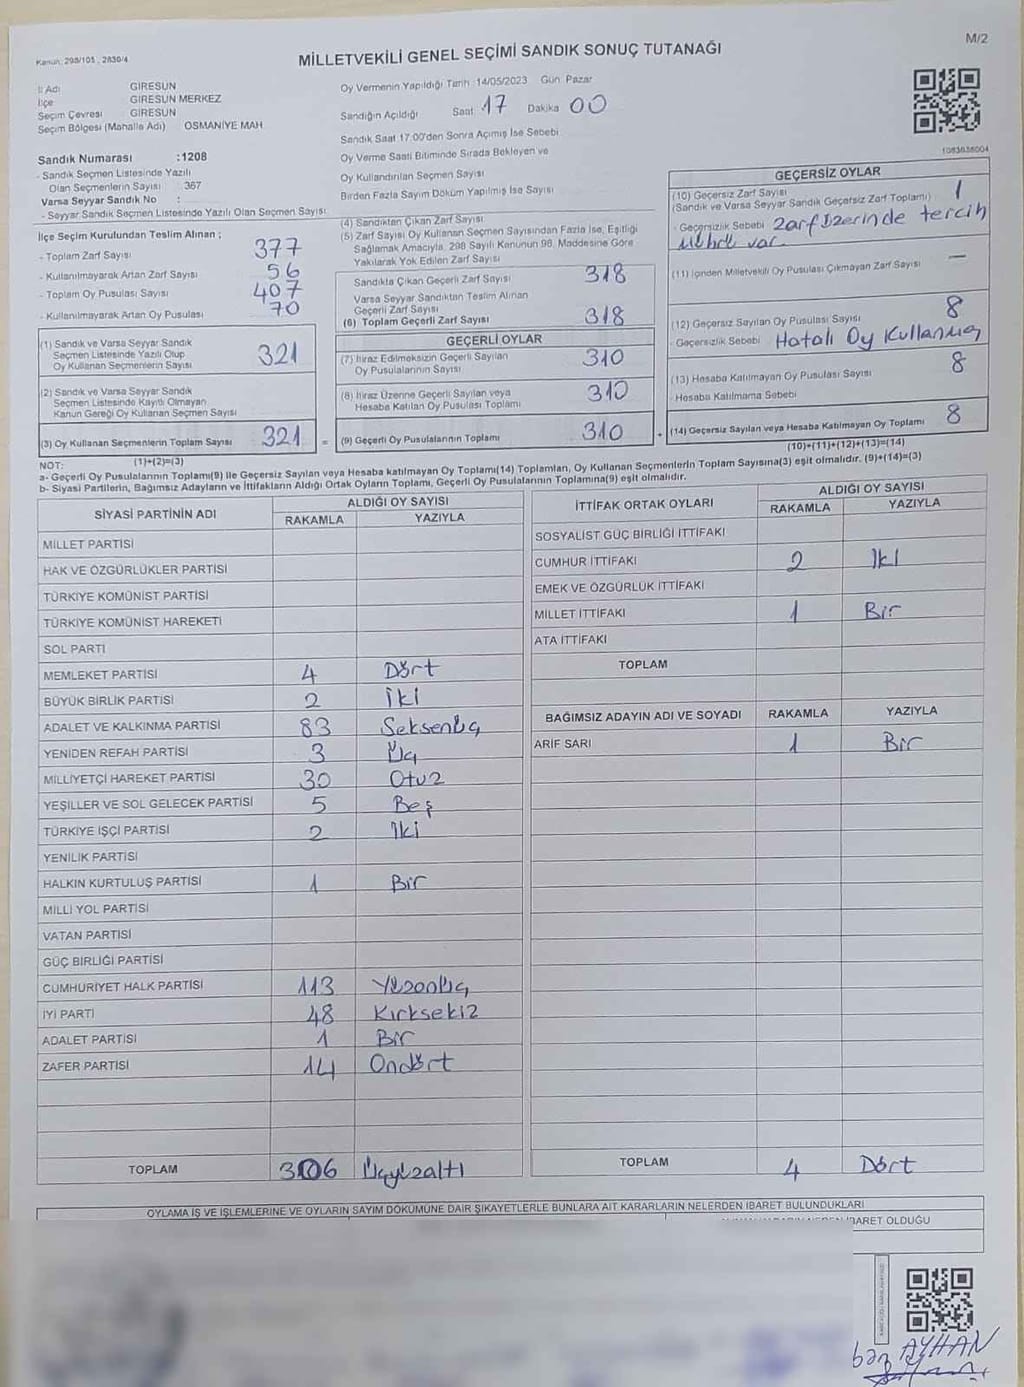 M/2
Kanun: 298/105 , 2839/4
MİLLETVEKİLİ GENEL SEÇİMİ SANDIK SONUÇ TUTANAĞI
İl Adı GİRESUN
İlçe GİRESUN MERKEZ
Seçim Çevresi GİRESUN
Seçim Bölgesi (Mahalle Adı) OSMANİYE MAH
Sandık Numarası :1208
- Sandık Seçmen Listesinde Yazılı
Olan Seçmenlerin Sayısı 367
Varsa Seyyar Sandık No :
- Seyyar Sandık Seçmen Listesinde Yazılı Olan Seçmen Sayısı
İlçe Seçim Kurulundan Teslim Alınan ;
- Toplam Zarf Sayısı 377
- Kullanılmayarak Artan Zarf Sayısı 56
- Toplam Oy Pusulası Sayısı 407
- Kullanılmayarak Artan Oy Pusulası 70
(1) Sandık ve Varsa Seyyar Sandık
Seçmen Listesinde Yazılı Olup
Oy Kullanan Seçmenlerin Sayısı 321
(2) Sandık ve Varsa Seyyar Sandık
Seçmen Listesinde Kayıtlı Olmayan
Kanun Gereği Oy Kullanan Seçmen Sayısı
(3) Oy Kullanan Seçmenlerin Toplam Sayısı 321 =
(1)+(2)=(3)
Oy Vermenin Yapıldığı Tarih :14/05/2023 Gün Pazar
Sandığın Açıldığı Saat 17 Dakika 00
Sandık Saat 17:00'den Sonra Açılmış İse Sebebi
Oy Verme Saati Bitiminde Sırada Bekleyen ve
Oy Kullandırılan Seçmen Sayısı
Birden Fazla Sayım Döküm Yapılmış İse Sayısı
(4) Sandıktan Çıkan Zarf Sayısı
(5) Zarf Sayısı Oy Kullanan Seçmen Sayısından Fazla İse, Eşitliği
Sağlamak Amacıyla, 298 Sayılı Kanunun 98. Maddesine Göre
Yakılarak Yok Edilen Zarf Sayısı
Sandıkta Çıkan Geçerli Zarf Sayısı 318
Varsa Seyyar Sandıktan Teslim Alınan
Geçerli Zarf Sayısı
(6) Toplam Geçerli Zarf Sayısı 318
GEÇERLİ OYLAR
(7) İtiraz Edilmeksizin Geçerli Sayılan
Oy Pusulalarının Sayısı 310
(8) İtiraz Üzerine Geçerli Sayılan veya
Hesaba Katılan Oy Pusulası Toplamı 310
(9) Geçerli Oy Pusulalarının Toplamı 310 +
1083638004
GEÇERSİZ OYLAR
(10) Geçersiz Zarf Sayısı 1
(Sandık ve Varsa Seyyar Sandık Geçersiz Zarf Toplamı)
- Geçersizlik Sebebi Zarf Üzerinde tercih
Mührü var.
(11) İçinden Milletvekili Oy Pusulası Çıkmayan Zarf Sayısı —
(12) Geçersiz Sayılan Oy Pusulası Sayısı 8
- Geçersizlik Sebebi Hatalı Oy Kullanmış
(13) Hesaba Katılmayan Oy Pusulası Sayısı 8
- Hesaba Katılmama Sebebi
(14) Geçersiz Sayılan veya Hesaba Katılmayan Oy Toplamı 8
(10)+(11)+(12)+(13)=(14)
NOT:
a- Geçerli Oy Pusulalarının Toplamı(9) ile Geçersiz Sayılan veya Hesaba katılmayan Oy Toplamı(14) Toplamları, Oy Kullanan Seçmenlerin Toplam Sayısına(3) eşit olmalıdır. (9)+(14)=(3)
b- Siyasi Partilerin, Bağımsız Adayların ve İttifakların Aldığı Ortak Oyların Toplamı, Geçerli Oy Pusulalarının Toplamına(9) eşit olmalıdır.
SİYASİ PARTİNİN ADI ALDIĞI OY SAYISI
RAKAMLA YAZIYLA
MİLLET PARTİSİ
HAK VE ÖZGÜRLÜKLER PARTİSİ
TÜRKİYE KOMÜNİST PARTİSİ
TÜRKİYE KOMÜNİST HAREKETİ
SOL PARTİ
MEMLEKET PARTİSİ 4 Dört
BÜYÜK BİRLİK PARTİSİ 2 İki
ADALET VE KALKINMA PARTİSİ 83 Seksenüç
YENİDEN REFAH PARTİSİ 3 Üç
MİLLİYETÇİ HAREKET PARTİSİ 30 Otuz
YEŞİLLER VE SOL GELECEK PARTİSİ 5 Beş
TÜRKİYE İŞÇİ PARTİSİ 2 İki
YENİLİK PARTİSİ
HALKIN KURTULUŞ PARTİSİ 1 Bir
MİLLİ YOL PARTİSİ
VATAN PARTİSİ
GÜÇ BİRLİĞİ PARTİSİ
CUMHURİYET HALK PARTİSİ 113 Yüzonüç
İYİ PARTİ 48 Kırksekiz
ADALET PARTİSİ 1 Bir
ZAFER PARTİSİ 14 Ondört
TOPLAM 306 Üçyüzaltı
İTTİFAK ORTAK OYLARI ALDIĞI OY SAYISI
RAKAMLA YAZIYLA
SOSYALİST GÜÇ BİRLİĞİ İTTİFAKI
CUMHUR İTTİFAKI 2 İki
EMEK VE ÖZGÜRLÜK İTTİFAKI
MİLLET İTTİFAKI 1 Bir
ATA İTTİFAKI
TOPLAM
BAĞIMSIZ ADAYIN ADI VE SOYADI RAKAMLA YAZIYLA
ARİF SARI 1 Bir
TOPLAM 4 Dört
OYLAMA İŞ VE İŞLEMLERİNE VE OYLARIN SAYIM DÖKÜMÜNE DAİR ŞİKAYETLERLE BUNLARA AİT KARARLARIN NELERDEN İBARET BULUNDUKLARI
İBARET OLDUĞU
AYHAN